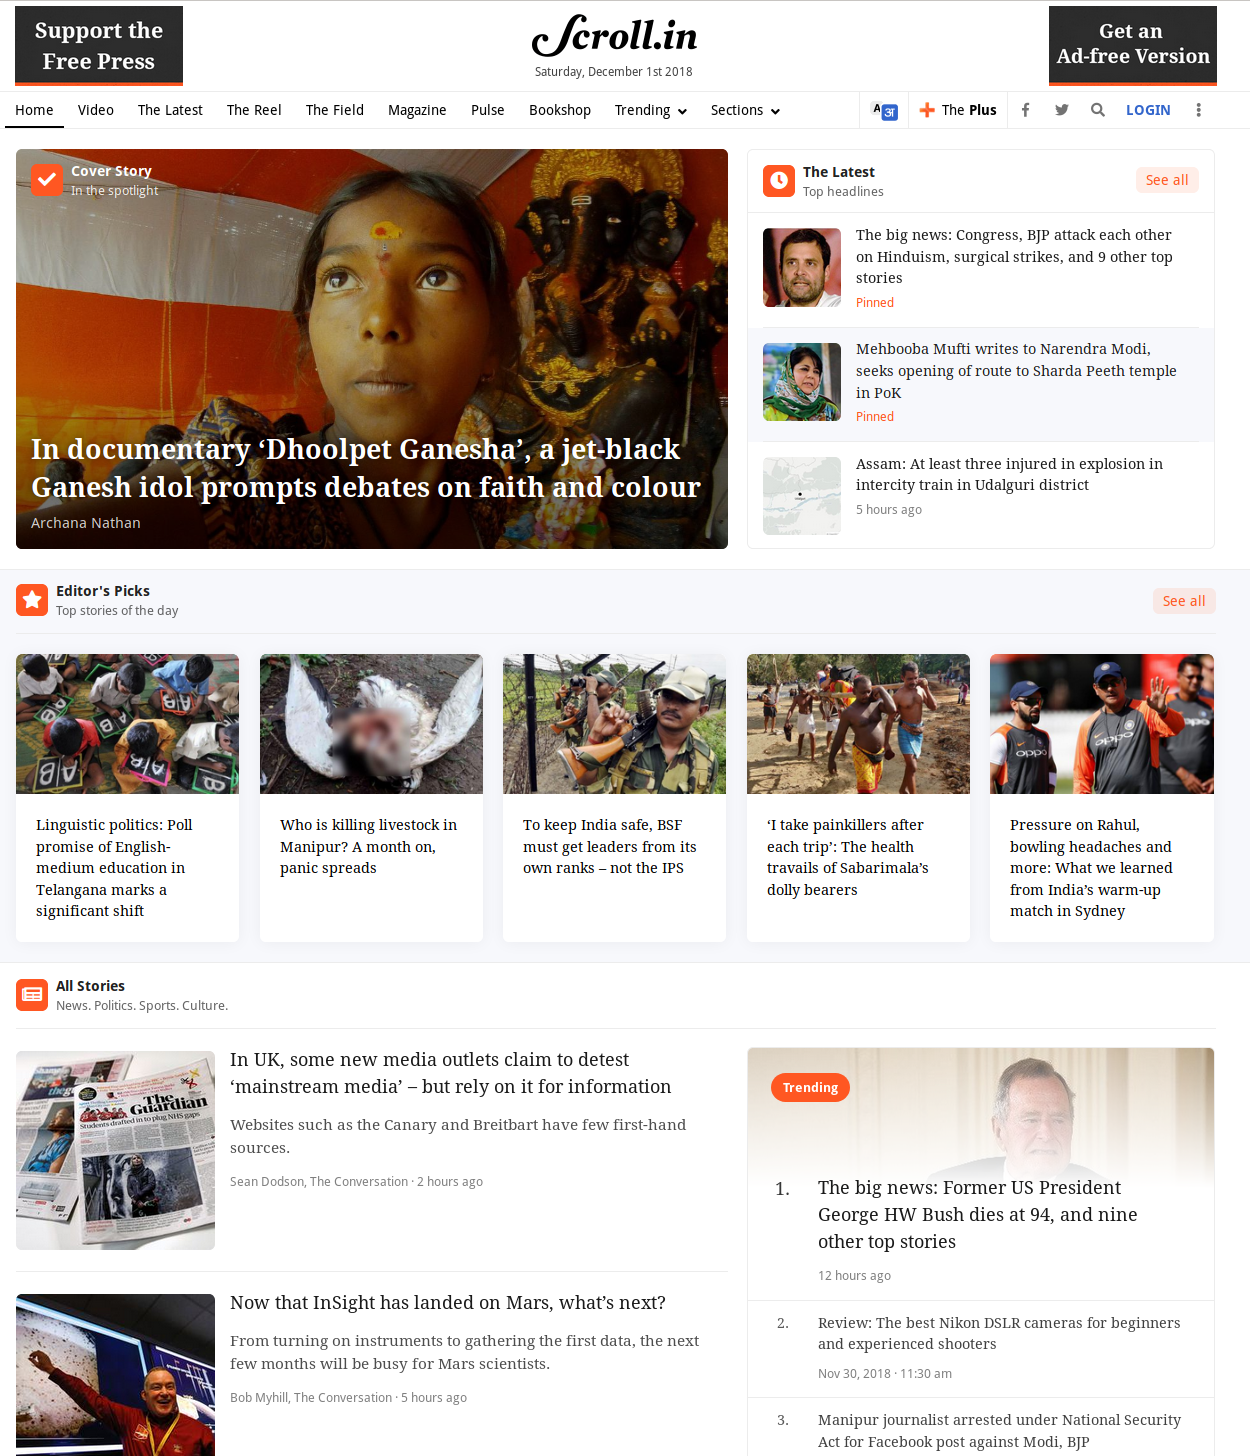 Support the
Free Press
Scroll.in
Saturday, December 1st 2018
Get an
Ad-free Version
Home Video The Latest The Reel The Field Magazine Pulse Bookshop Trending Sections A अ The Plus LOGIN
Cover Story
In the spotlight
In documentary ‘Dhoolpet Ganesha’, a jet-black
Ganesh idol prompts debates on faith and colour
Archana Nathan
The Latest
Top headlines
See all
The big news: Congress, BJP attack each other
on Hinduism, surgical strikes, and 9 other top
stories
Pinned
Mehbooba Mufti writes to Narendra Modi,
seeks opening of route to Sharda Peeth temple
in PoK
Pinned
Assam: At least three injured in explosion in
intercity train in Udalguri district
5 hours ago
Editor's Picks
Top stories of the day
See all
Linguistic politics: Poll
promise of English-
medium education in
Telangana marks a
significant shift
Who is killing livestock in
Manipur? A month on,
panic spreads
To keep India safe, BSF
must get leaders from its
own ranks – not the IPS
‘I take painkillers after
each trip’: The health
travails of Sabarimala’s
dolly bearers
oppo
oppo
oppo
Pressure on Rahul,
bowling headaches and
more: What we learned
from India’s warm-up
match in Sydney
All Stories
News. Politics. Sports. Culture.
The
Guardian
Students drafted in to plug NHS gaps
In UK, some new media outlets claim to detest
‘mainstream media’ – but rely on it for information
Websites such as the Canary and Breitbart have few first-hand
sources.
Sean Dodson, The Conversation · 2 hours ago
Now that InSight has landed on Mars, what’s next?
From turning on instruments to gathering the first data, the next
few months will be busy for Mars scientists.
Bob Myhill, The Conversation · 5 hours ago
Trending
1. The big news: Former US President
George HW Bush dies at 94, and nine
other top stories
12 hours ago
2. Review: The best Nikon DSLR cameras for beginners
and experienced shooters
Nov 30, 2018 · 11:30 am
3. Manipur journalist arrested under National Security
Act for Facebook post against Modi, BJP